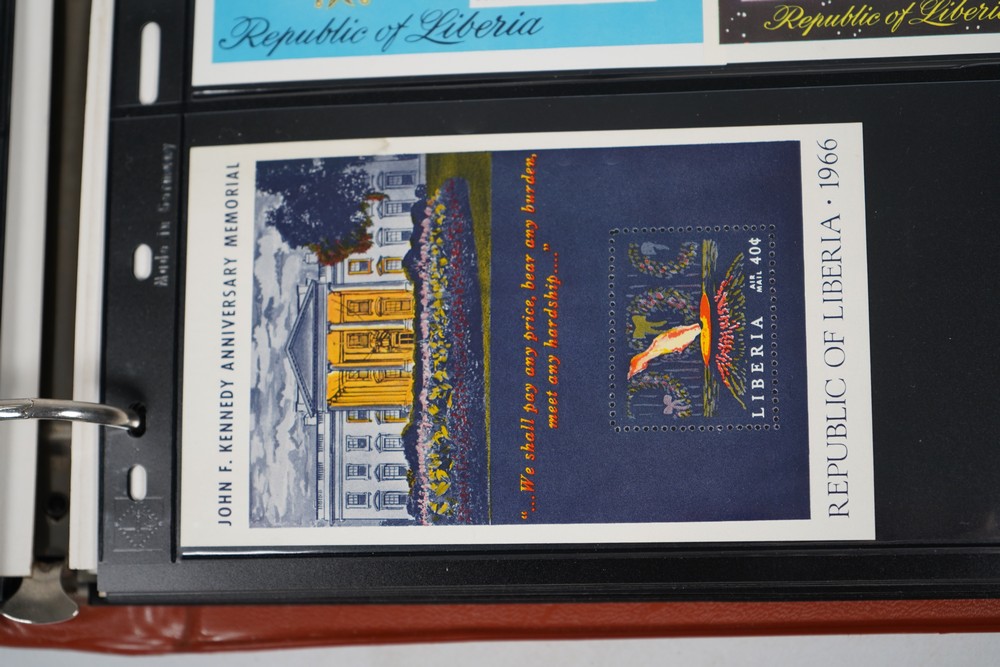 Republic of Liberia
Republic of Liberia
Made in Germany
JOHN F. KENNEDY ANNIVERSARY MEMORIAL
"...We shall pay any price, bear any burden,
meet any hardship...."
LIBERIA AIR MAIL 40¢
REPUBLIC OF LIBERIA · 1966